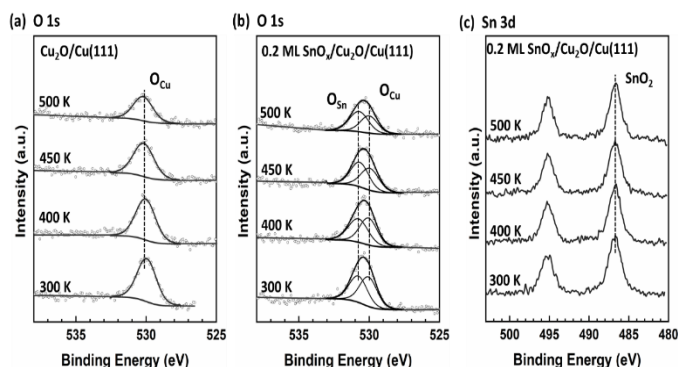 (a) O 1s
Cu₂O/Cu(111)
O_Cu
500 K
450 K
400 K
300 K
Intensity (a.u.)
535
530
525
Binding Energy (eV)
(b) O 1s
0.2 ML SnOₓ/Cu₂O/Cu(111)
O_Sn
O_Cu
500 K
450 K
400 K
300 K
Intensity (a.u.)
535
530
525
Binding Energy (eV)
(c) Sn 3d
0.2 ML SnOₓ/Cu₂O/Cu(111)
SnO₂
500 K
450 K
400 K
300 K
Intensity (a.u.)
500
495
490
485
480
Binding Energy (eV)